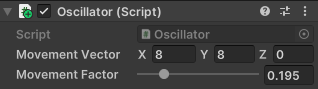 Oscillator (Script)
Script Oscillator
Movement Vector X 8 Y 8 Z 0
Movement Factor 0.195